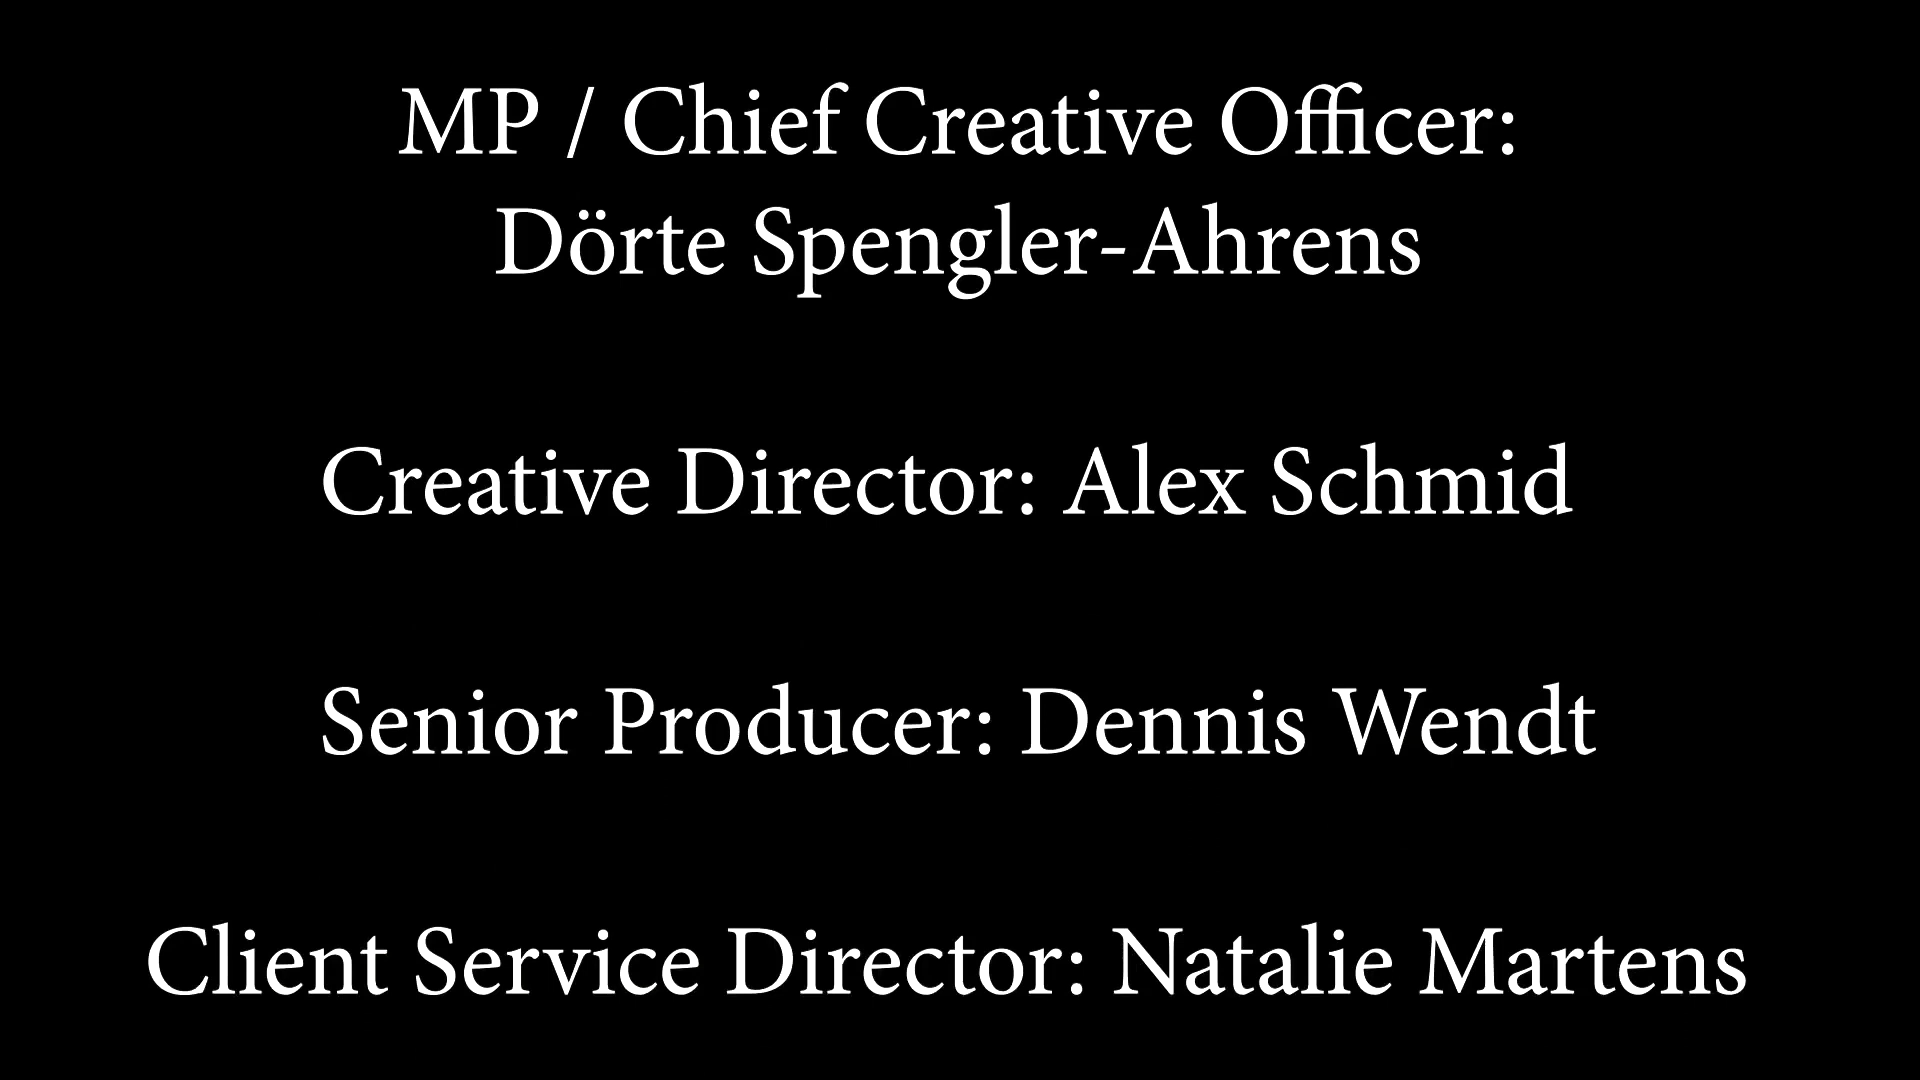 MP / Chief Creative Officer:
Dörte Spengler-Ahrens
Creative Director: Alex Schmid
Senior Producer: Dennis Wendt
Client Service Director: Natalie Martens